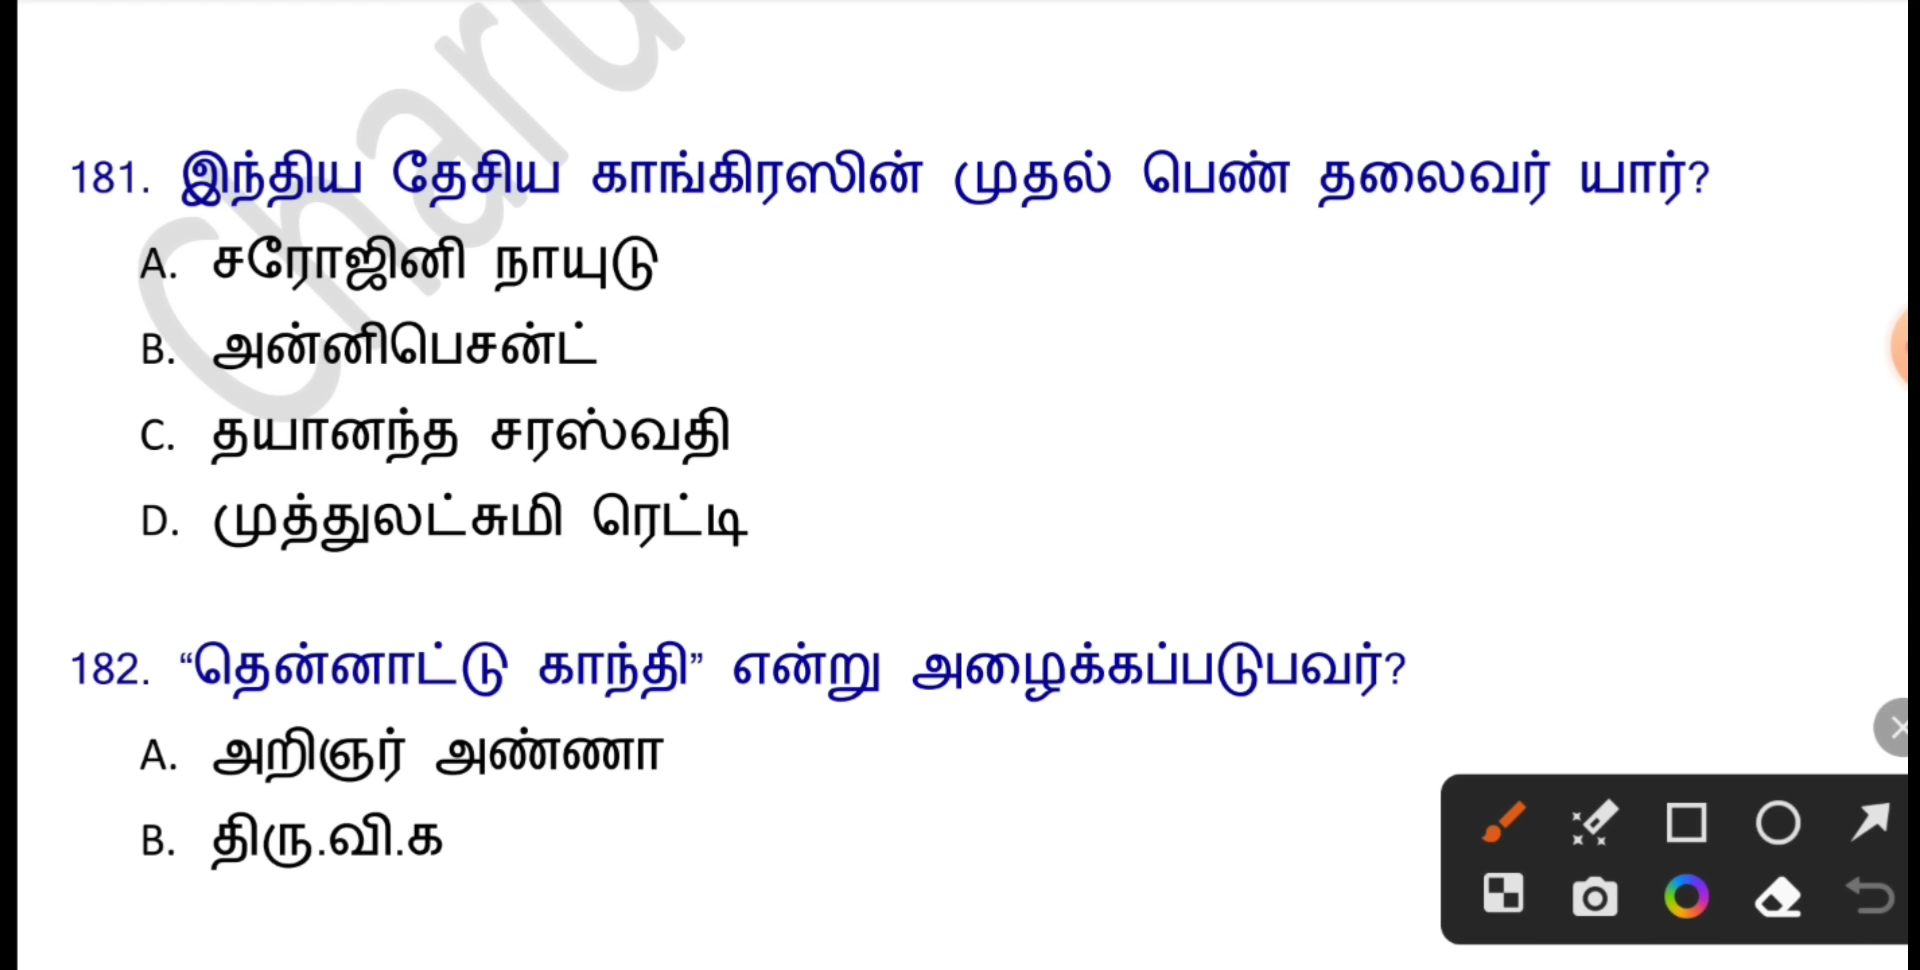 181. இந்திய தேசிய காங்கிரஸின் முதல் பெண் தலைவர் யார்?
A. சரோஜினி நாயுடு
B. அன்னிபெசன்ட்
C. தயானந்த சரஸ்வதி
D. முத்துலட்சுமி ரெட்டி
182. “தென்னாட்டு காந்தி” என்று அழைக்கப்படுபவர்?
A. அறிஞர் அண்ணா
B. திரு.வி.க